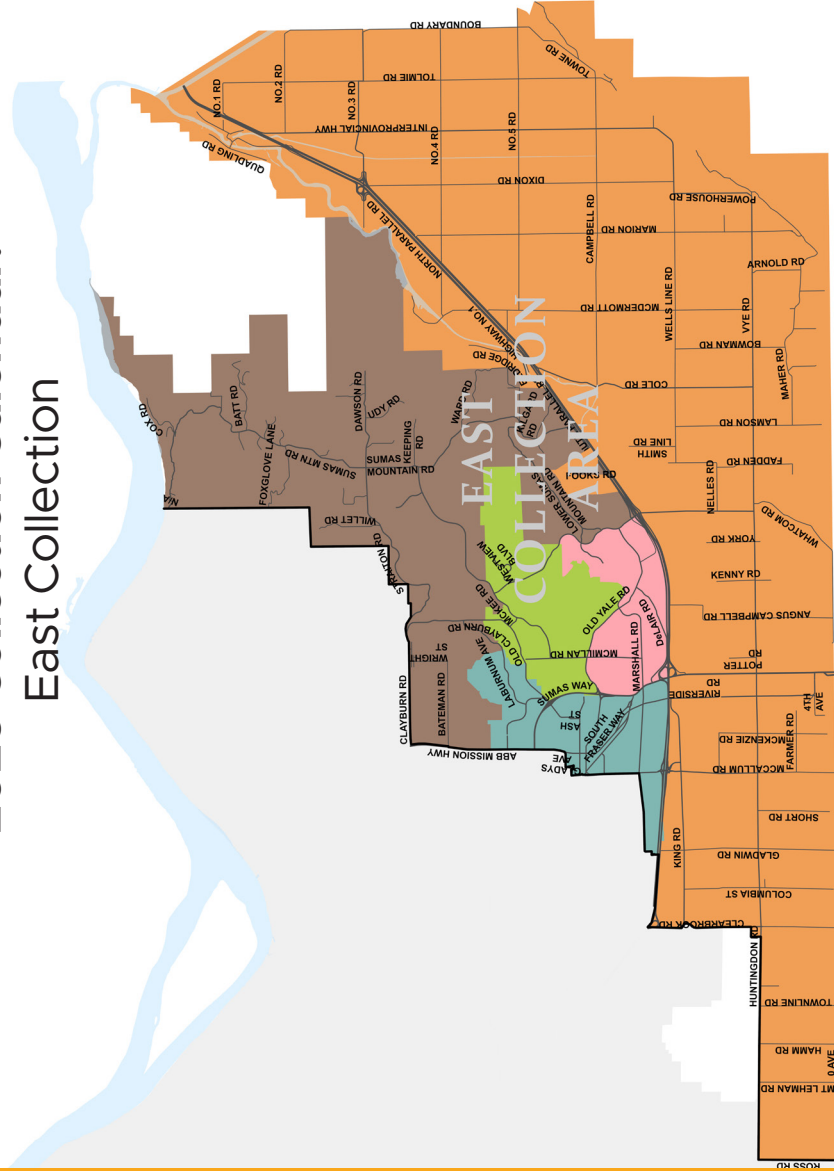 East Collection
EAST
COLLECTION
AREA
BOUNDARY RD
TOWNE RD
TOLMIE RD
NO.1 RD
NO.2 RD
NO.3 RD
NO.4 RD
NO.5 RD
INTERPROVINCIAL HWY
QUADLING RD
DIXON RD
POWERHOUSE RD
NORTH PARALLEL RD
CAMPBELL RD
MARION RD
ARNOLD RD
WELLS LINE RD
VYE RD
MCDERMOTT RD
HIGHWAY NO.1
BOWMAN RD
MAHER RD
COLE RD
COX RD
BATT RD
DAWSON RD
UDY RD
WARD RD
KILGARD
RD
LAMSON RD
SMITH
LINE RD
FADDEN RD
FOXGLOVE LANE
SUMAS MTN RD
KEEPING
RD
SUMAS
MOUNTAIN RD
LOWER SUMAS
MOUNTAIN RD
NELLES RD
N/A
WILLET RD
WHATCOM RD
YORK RD
STRAITON RD
WESTVIEW
BLVD
KENNY RD
MCKEE RD
OLD YALE RD
DeLAIR RD
ANGUS CAMPBELL RD
OLD CLAYBURN RD
WRIGHT
ST
LABURNUM AVE
MCMILLAN RD
MARSHALL RD
POTTER
RD
CLAYBURN RD
BATEMAN RD
SUMAS WAY
RIVERSIDE
RD
4TH
AVE
ASH
ST
SOUTH
FRASER WAY
FARMER RD
MCKENZIE RD
ABB MISSION HWY
GLADYS
AVE
MCCALLUM RD
SHORT RD
KING RD
GLADWIN RD
COLUMBIA ST
CLEARBROOK RD
HUNTINGDON RD
TOWNLINE RD
HAMM RD
0 AVE
MT LEHMAN RD
ROSS RD